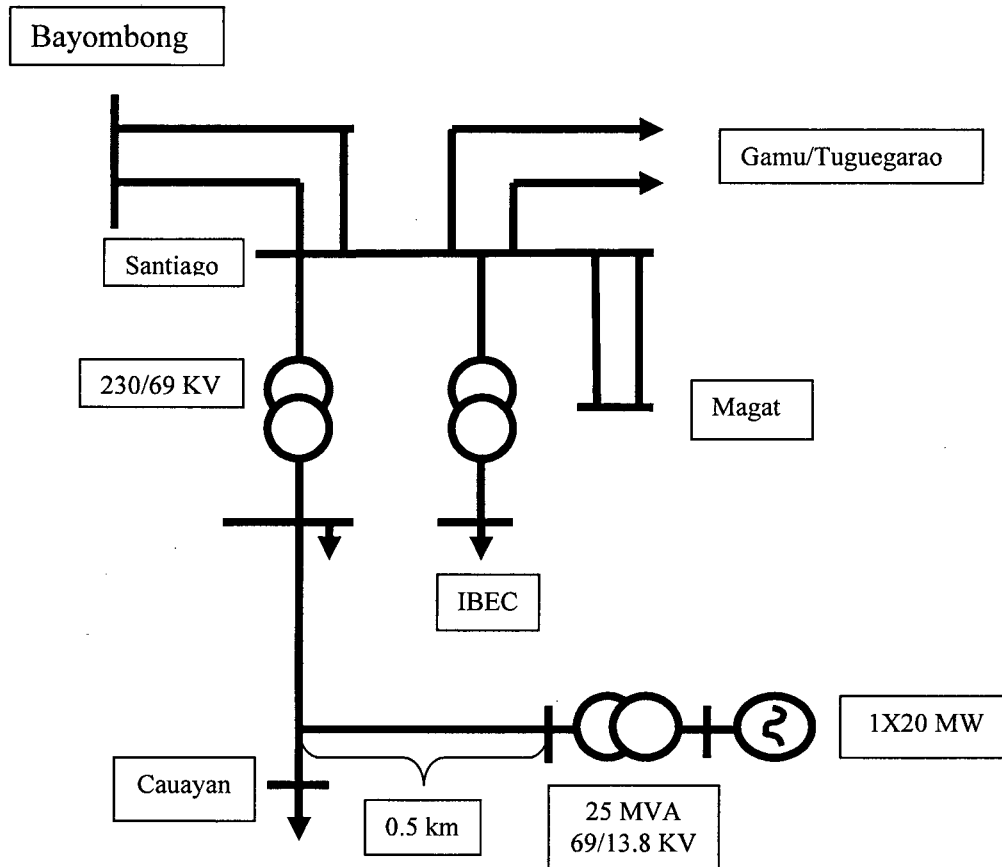 Bayombong
Gamu/Tuguegarao
Santiago
230/69 KV
Magat
IBEC
1X20 MW
Cauayan
0.5 km
25 MVA
69/13.8 KV